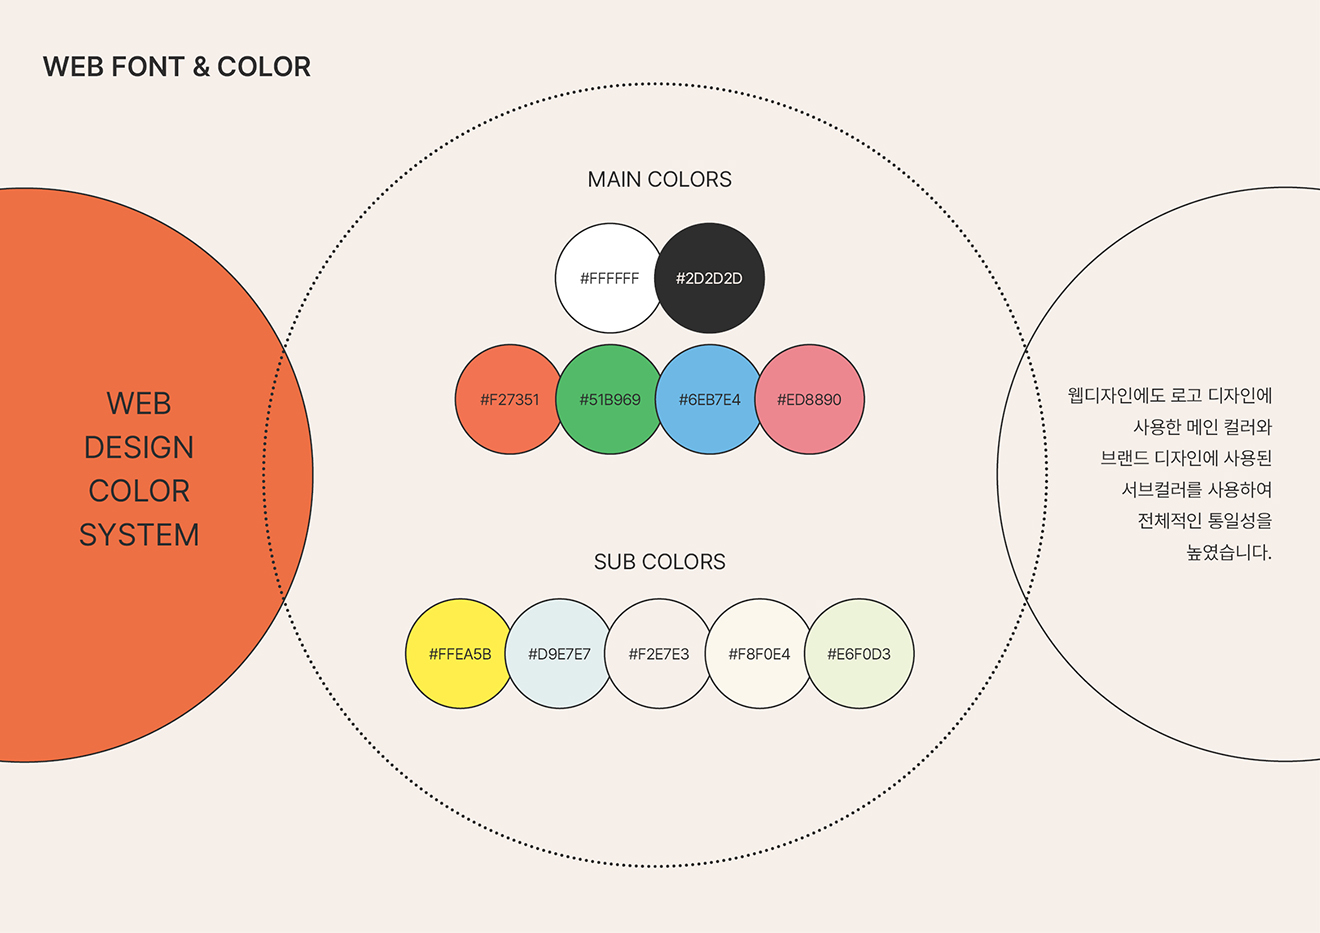 WEB FONT & COLOR
MAIN COLORS
#FFFFFF #2D2D2D
#F27351 #51B969 #6EB7E4 #ED8890
WEB
DESIGN
COLOR
SYSTEM
SUB COLORS
#FFEA5B #D9E7E7 #F2E7E3 #F8F0E4 #E6F0D3
웹디자인에도 로고 디자인에
사용한 메인 컬러와
브랜드 디자인에 사용된
서브컬러를 사용하여
전체적인 통일성을
높였습니다.